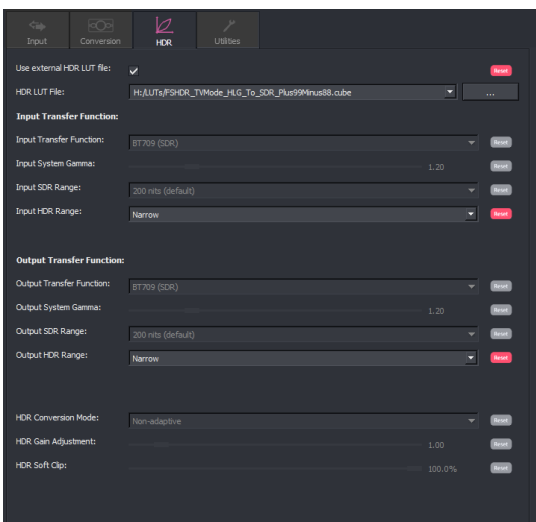 Input Conversion HDR Utilities
Use external HDR LUT file: Reset
HDR LUT File: H:/LUTs/FSHDR_TVMode_HLG_To_SDR_Plus99Minus88.cube ...
Input Transfer Function:
Input Transfer Function: BT709 (SDR) Reset
Input System Gamma: 1.20 Reset
Input SDR Range: 200 nits (default) Reset
Input HDR Range: Narrow Reset
Output Transfer Function:
Output Transfer Function: BT709 (SDR) Reset
Output System Gamma: 1.20 Reset
Output SDR Range: 200 nits (default) Reset
Output HDR Range: Narrow Reset
HDR Conversion Mode: Non-adaptive Reset
HDR Gain Adjustment: 1.00 Reset
HDR Soft Clip: 100.0% Reset